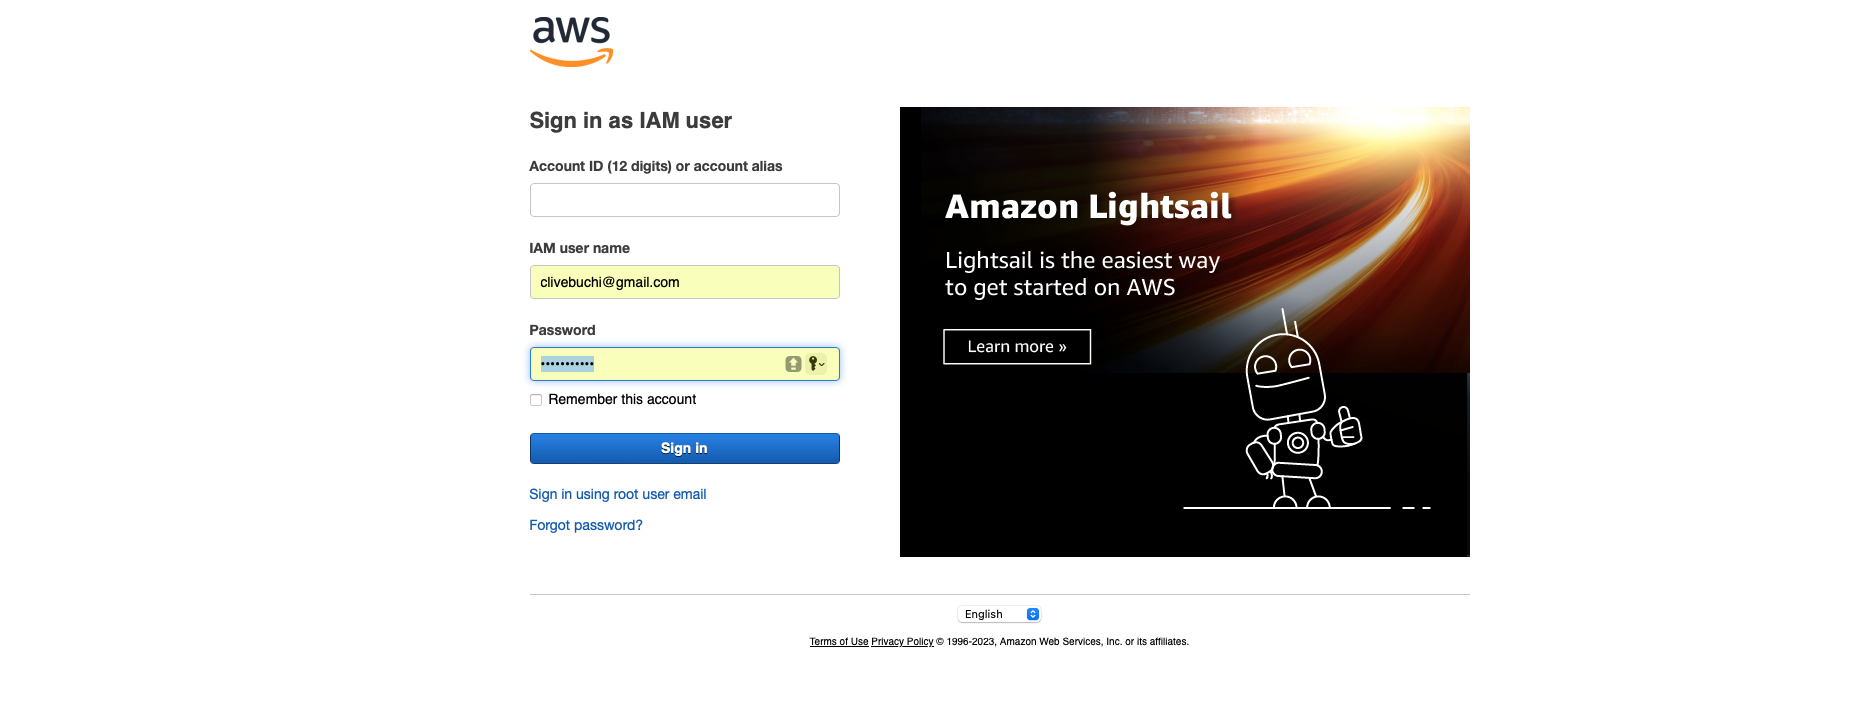 aws
Sign in as IAM user
Account ID (12 digits) or account alias
IAM user name
clivebuchi@gmail.com
Password
•••••••••••
Remember this account
Sign in
Sign in using root user email
Forgot password?
Amazon Lightsail
Lightsail is the easiest way
to get started on AWS
Learn more »
English
Terms of Use Privacy Policy © 1996-2023, Amazon Web Services, Inc. or its affiliates.